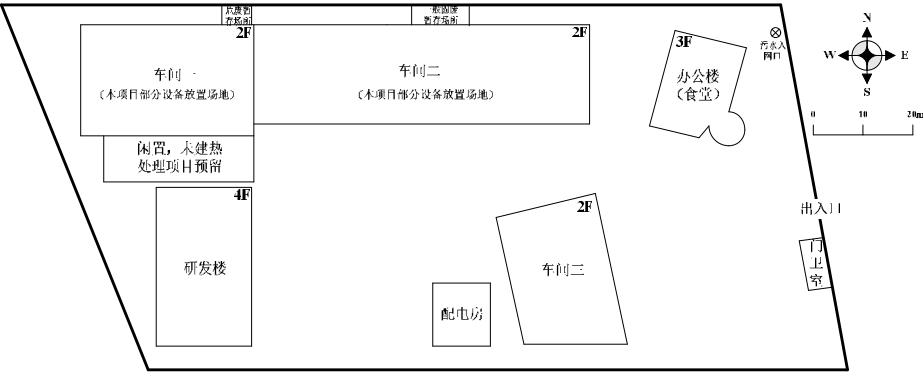 危废暂
存场所
一般固废
暂存场所
2F
车间一
（本项目部分设备放置场地）
2F
车间二
（本项目部分设备放置场地）
3F
办公楼
（食堂）
污水入
网口
N
W
E
S
0
10
20m
闲置，未建热
处理项目预留
4F
研发楼
2F
车间三
配电房
出入口
门
卫
室